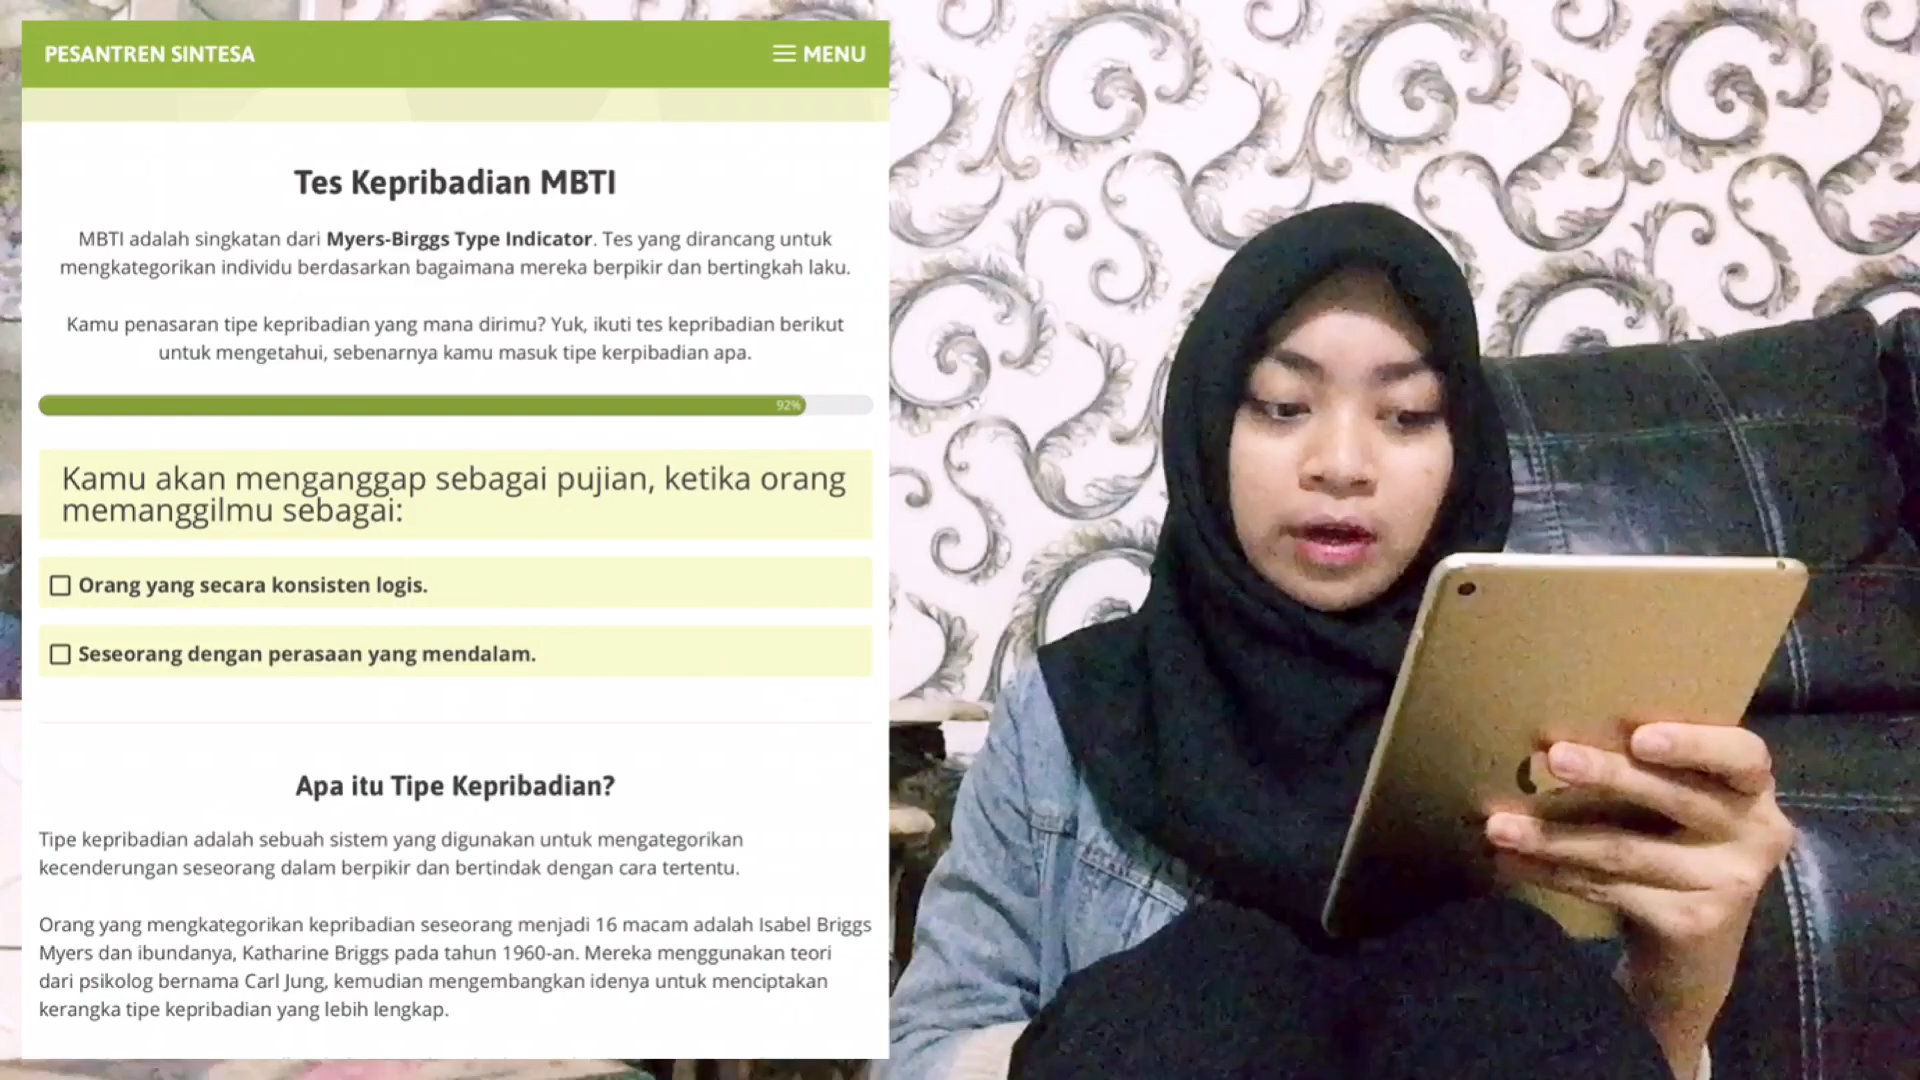 PESANTREN SINTESA
MENU
Tes Kepribadian MBTI
MBTI adalah singkatan dari Myers-Birggs Type Indicator. Tes yang dirancang untuk
mengkategorikan individu berdasarkan bagaimana mereka berpikir dan bertingkah laku.
Kamu penasaran tipe kepribadian yang mana dirimu? Yuk, ikuti tes kepribadian berikut
untuk mengetahui, sebenarnya kamu masuk tipe kerpibadian apa.
92%
Kamu akan menganggap sebagai pujian, ketika orang
memanggilmu sebagai:
Orang yang secara konsisten logis.
Seseorang dengan perasaan yang mendalam.
Apa itu Tipe Kepribadian?
Tipe kepribadian adalah sebuah sistem yang digunakan untuk mengategorikan
kecenderungan seseorang dalam berpikir dan bertindak dengan cara tertentu.
Orang yang mengkategorikan kepribadian seseorang menjadi 16 macam adalah Isabel Briggs
Myers dan ibundanya, Katharine Briggs pada tahun 1960-an. Mereka menggunakan teori
dari psikolog bernama Carl Jung, kemudian mengembangkan idenya untuk menciptakan
kerangka tipe kepribadian yang lebih lengkap.